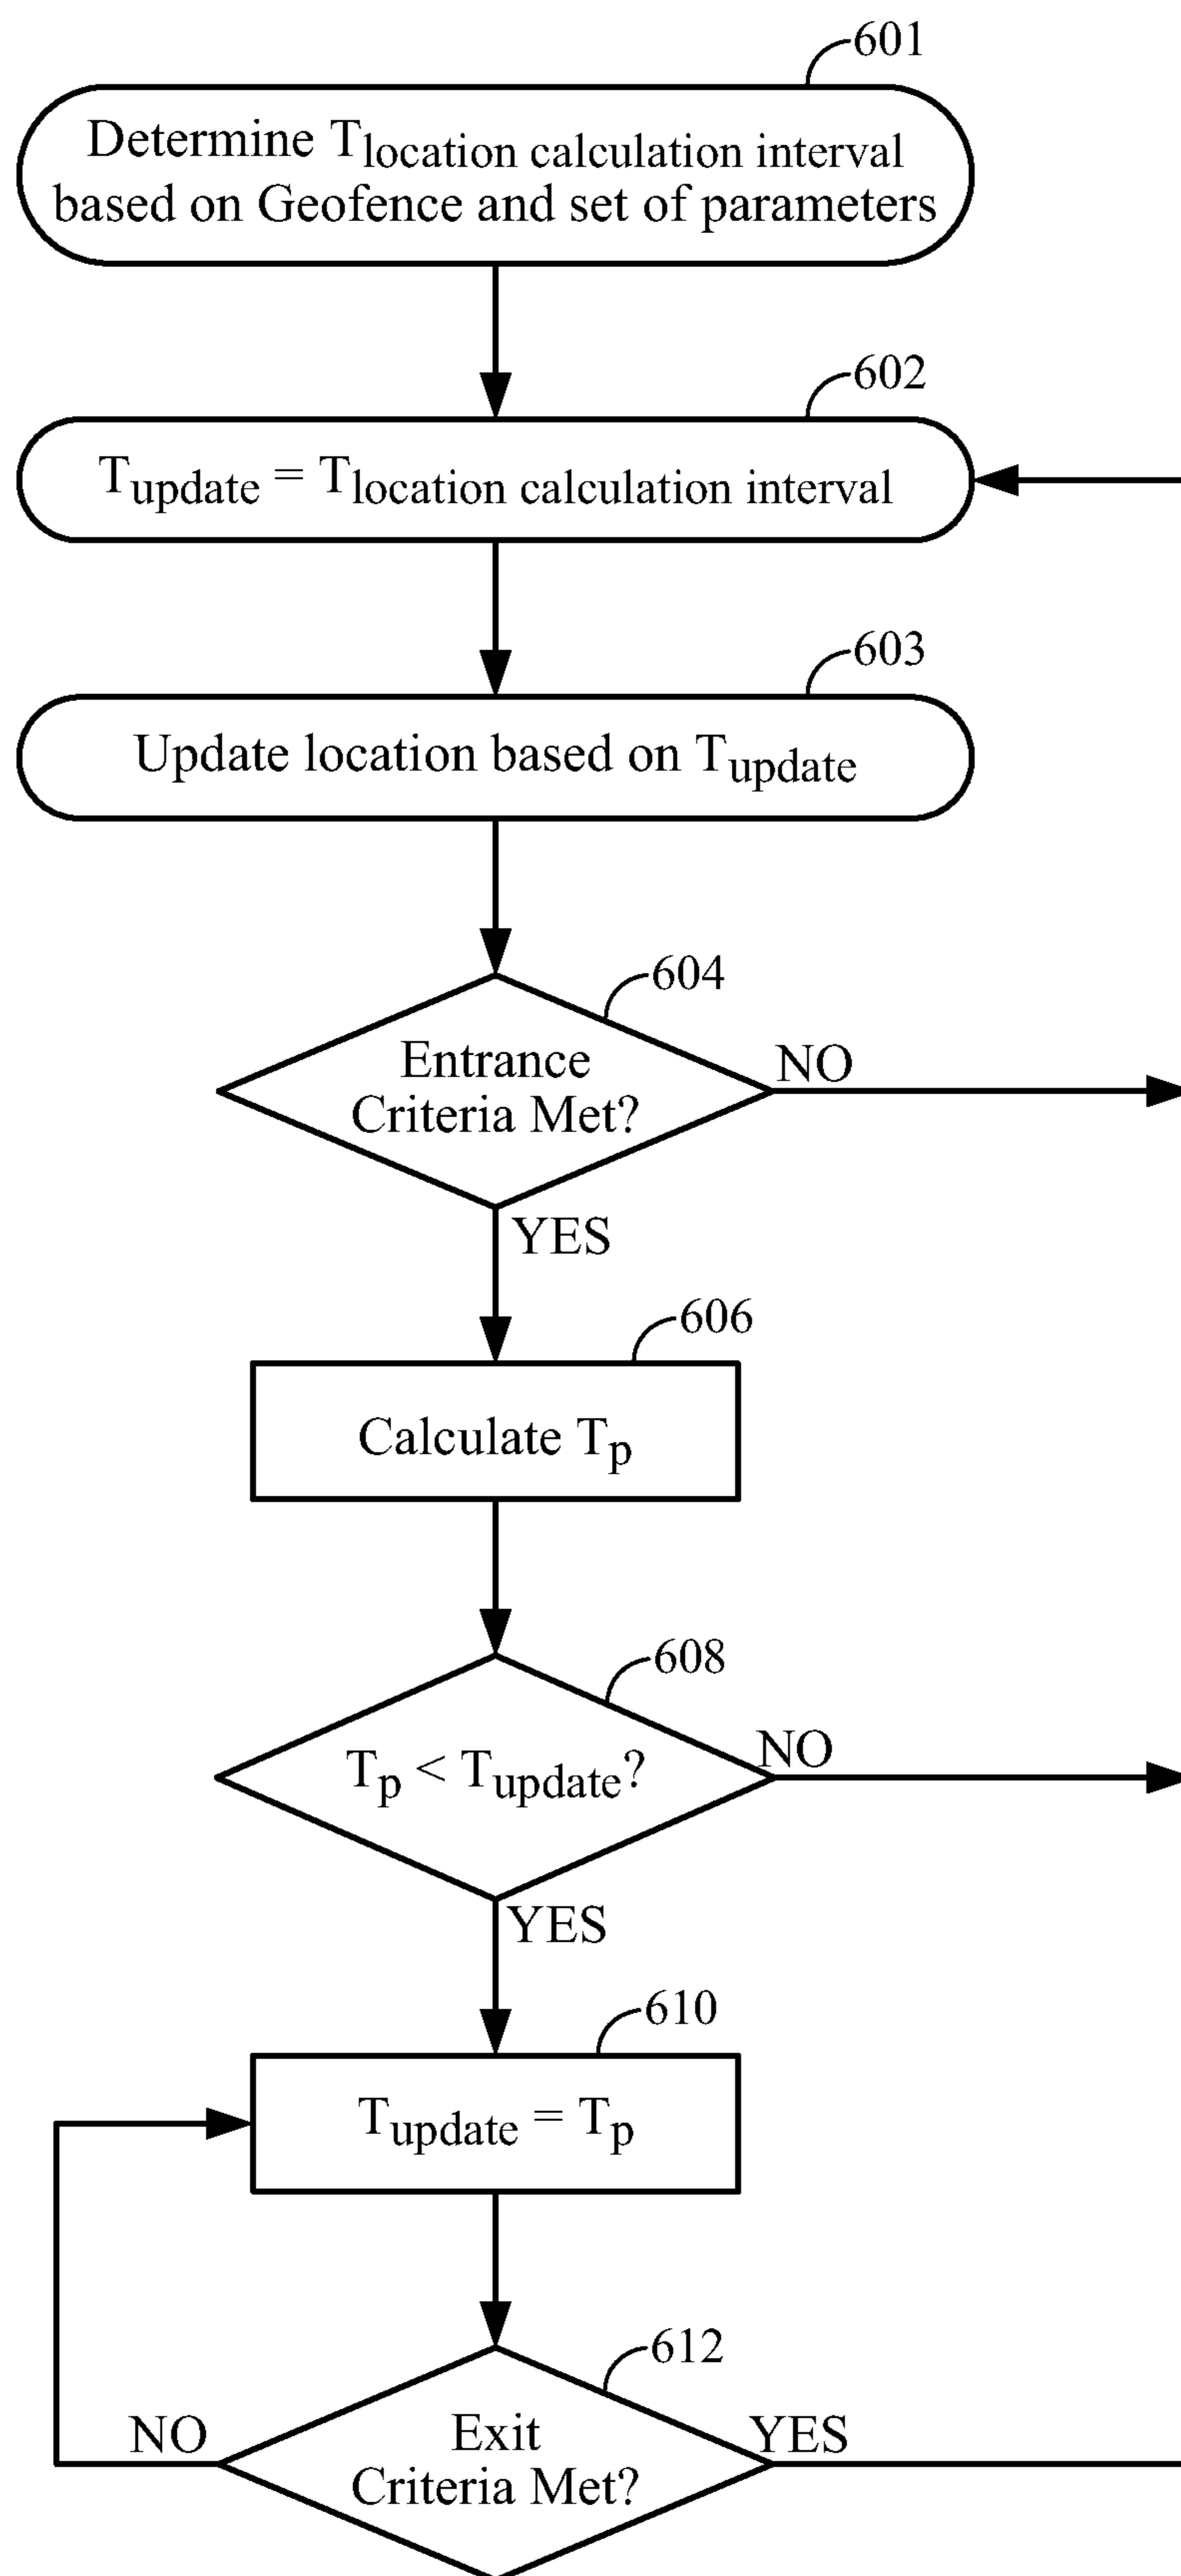 601
Determine Tlocation calculation interval
based on Geofence and set of parameters
602
Tupdate = Tlocation calculation interval
603
Update location based on Tupdate
604
Entrance
Criteria Met?
NO
YES
606
Calculate Tp
608
Tp < Tupdate?
NO
YES
610
Tupdate = Tp
612
Exit
Criteria Met?
NO
YES